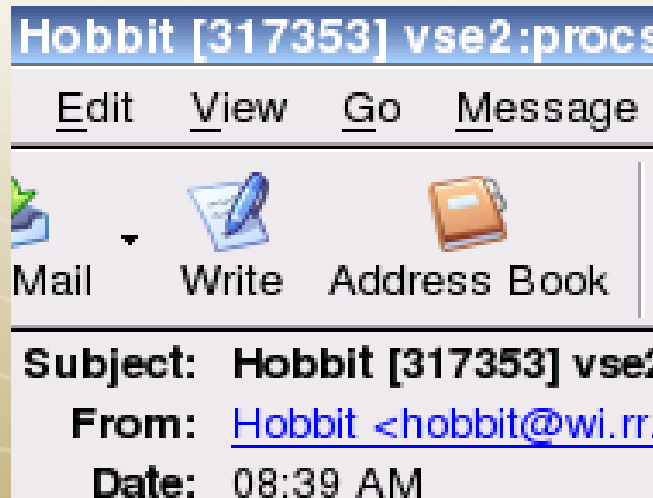 Hobbit [317353] vse2:procs
Edit View Go Message
Mail Write Address Book
Subject: Hobbit [317353] vse2
From: Hobbit <hobbit@wi.rr.
Date: 08:39 AM